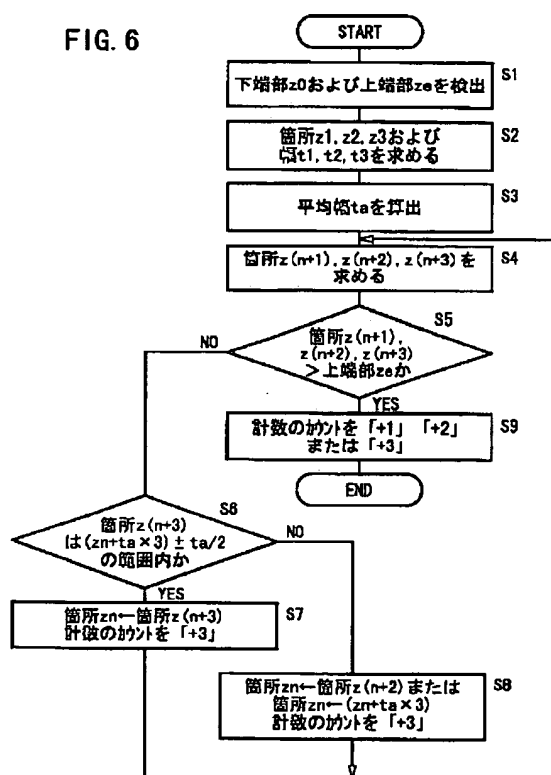 FIG. 6
START
S1
下端部z0および上端部zeを検出
S2
箇所z1, z2, z3および
幅t1, t2, t3を求める
S3
平均幅taを算出
S4
箇所z(n+1), z(n+2), z(n+3)を
求める
S5
箇所z(n+1),
z(n+2), z(n+3)
>上端部zeか
NO
YES
S9
計数のカウントを「+1」「+2」
または「+3」
END
S6
箇所z(n+3)
は(zn+ta×3)±ta/2
の範囲内か
NO
YES
S7
箇所zn←箇所z(n+3)
計数のカウントを「+3」
S8
箇所zn←箇所z(n+2)または
箇所zn←(zn+ta×3)
計数のカウントを「+3」